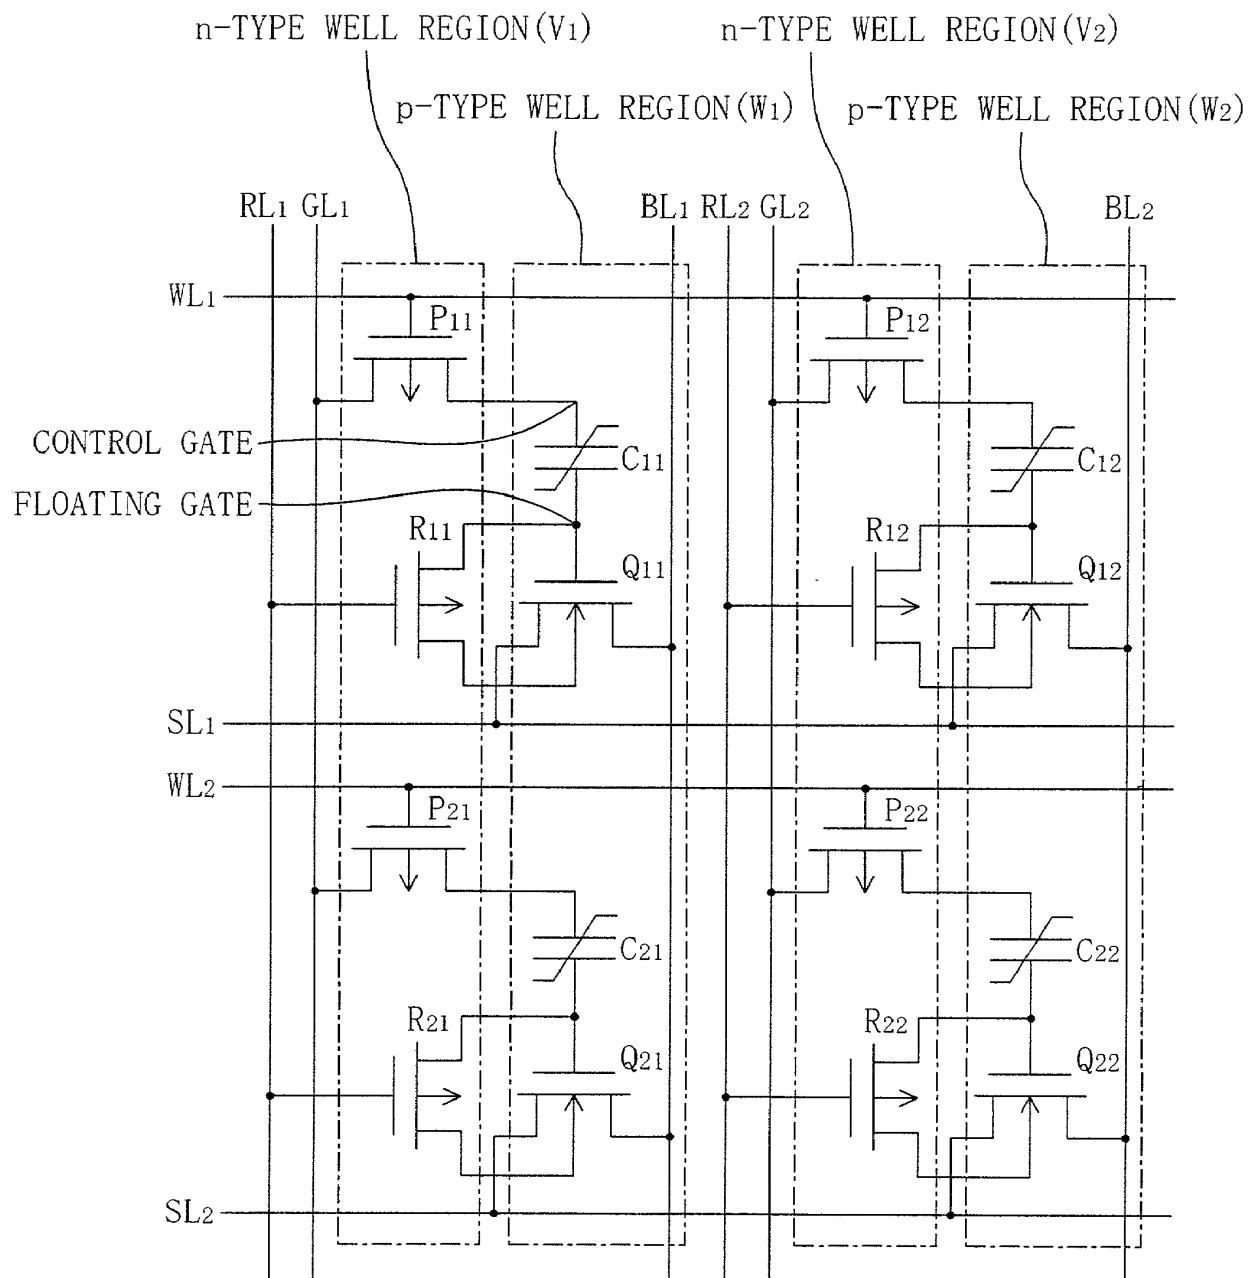 n-TYPE WELL REGION(V1) n-TYPE WELL REGION(V2)
p-TYPE WELL REGION(W1) p-TYPE WELL REGION(W2)
RL1 GL1 BL1 RL2 GL2 BL2
WL1
P11 P12
CONTROL GATE
C11 C12
FLOATING GATE
R11 R12
Q11 Q12
SL1
WL2
P21 P22
C21 C22
R21 R22
Q21 Q22
SL2